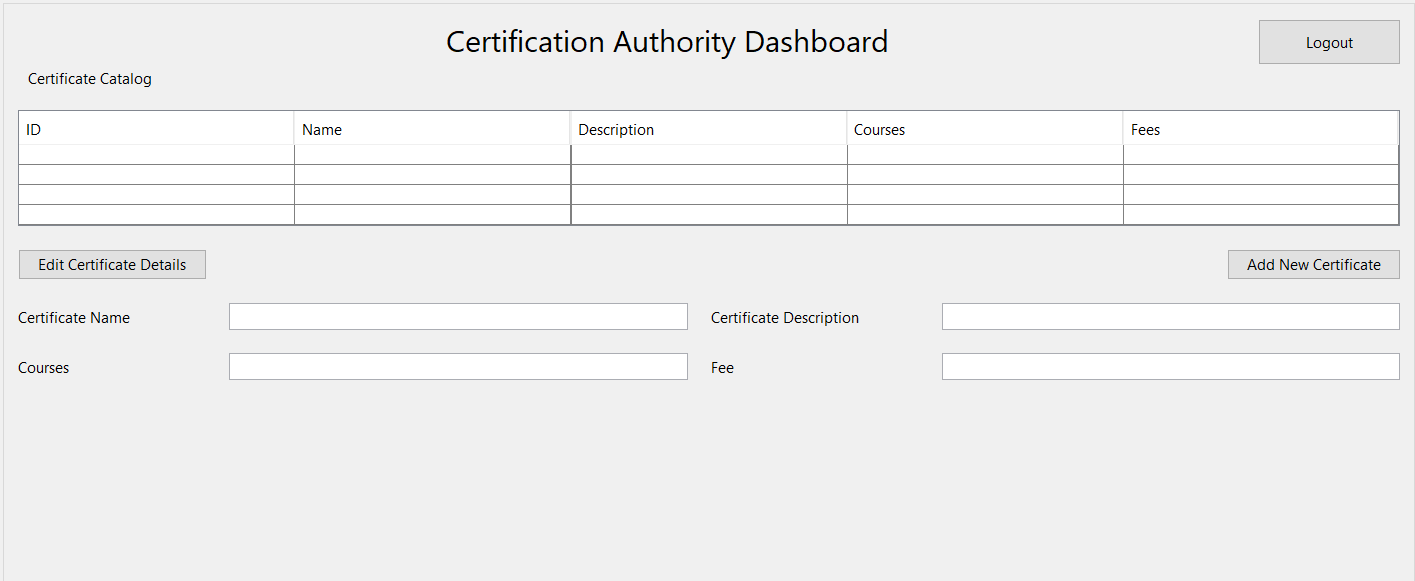 Certification Authority Dashboard
Logout
Certificate Catalog
ID Name Description Courses Fees
Edit Certificate Details Add New Certificate
Certificate Name Certificate Description
Courses Fee